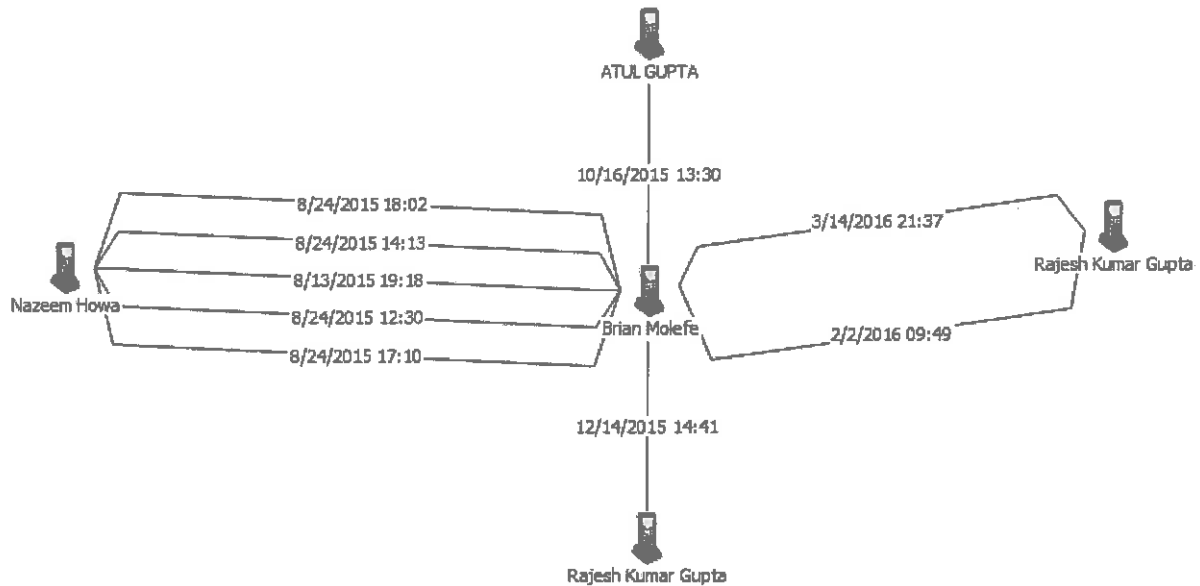 ATUL GUPTA
10/16/2015 13:30
8/24/2015 18:02
8/24/2015 14:13
8/13/2015 19:18
8/24/2015 12:30
8/24/2015 17:10
Nazeem Howa
Brian Molefe
3/14/2016 21:37
2/2/2016 09:49
Rajesh Kumar Gupta
12/14/2015 14:41
Rajesh Kumar Gupta